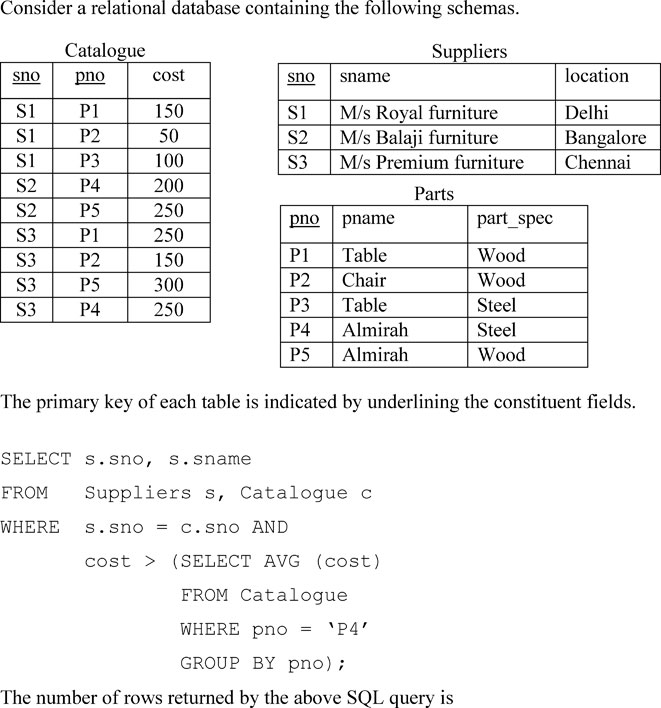 Consider a relational database containing the following schemas.
Catalogue
sno pno cost
S1 P1 150
S1 P2 50
S1 P3 100
S2 P4 200
S2 P5 250
S3 P1 250
S3 P2 150
S3 P5 300
S3 P4 250
Suppliers
sno sname location
S1 M/s Royal furniture Delhi
S2 M/s Balaji furniture Bangalore
S3 M/s Premium furniture Chennai
Parts
pno pname part_spec
P1 Table Wood
P2 Chair Wood
P3 Table Steel
P4 Almirah Steel
P5 Almirah Wood
The primary key of each table is indicated by underlining the constituent fields.
SELECT s.sno, s.sname
FROM Suppliers s, Catalogue c
WHERE s.sno = c.sno AND
cost > (SELECT AVG (cost)
FROM Catalogue
WHERE pno = ‘P4’
GROUP BY pno);
The number of rows returned by the above SQL query is